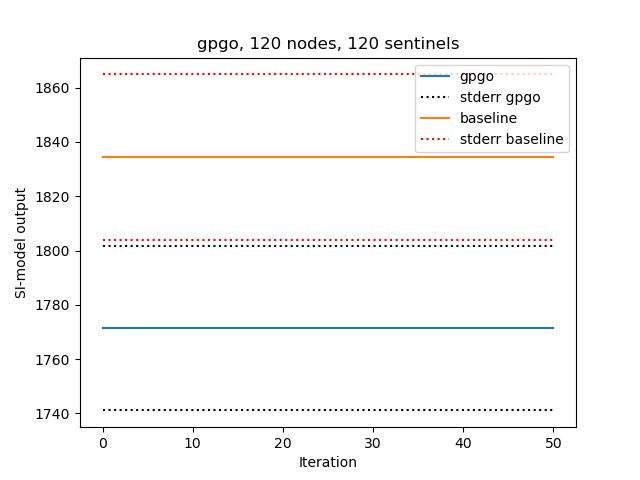 gpgo, 120 nodes, 120 sentinels
gpgo
stderr gpgo
baseline
stderr baseline
SI-model output
1860
1840
1820
1800
1780
1760
1740
0 10 20 30 40 50
Iteration